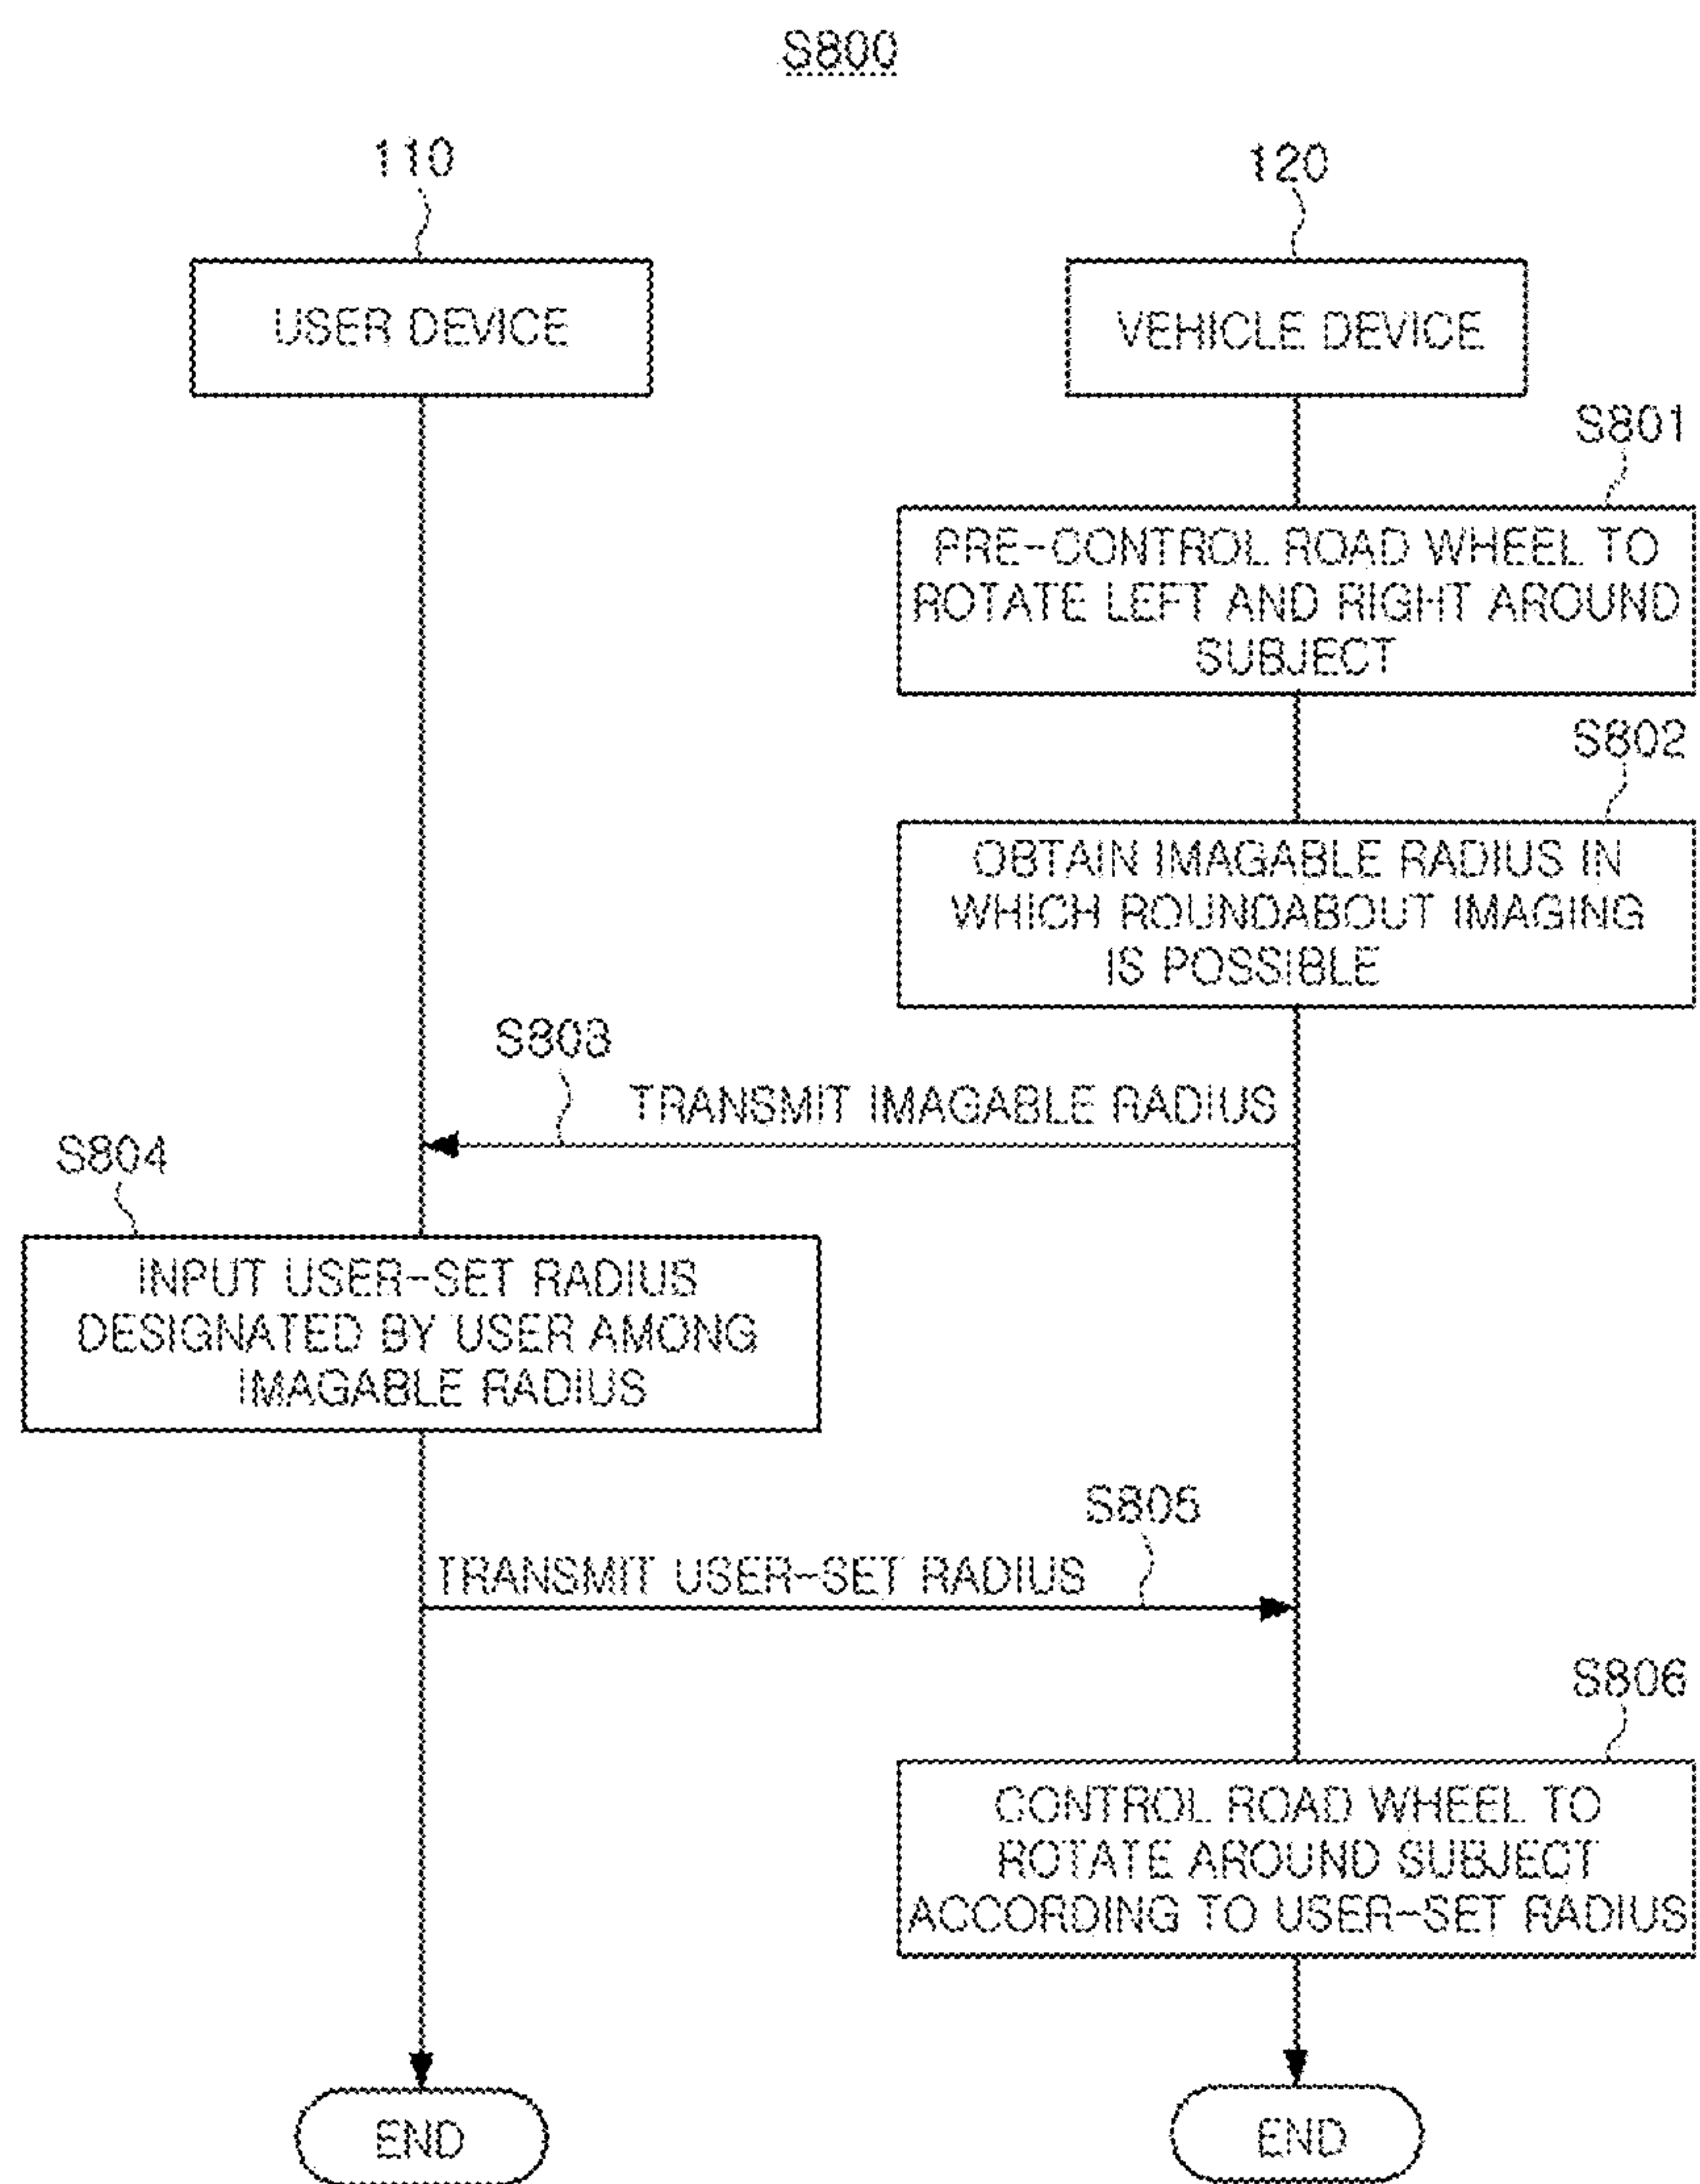 S800
110
120
USER DEVICE
VEHICLE DEVICE
S801
PRE-CONTROL ROAD WHEEL TO
ROTATE LEFT AND RIGHT AROUND
SUBJECT
S802
OBTAIN IMAGABLE RADIUS IN
WHICH ROUNDABOUT IMAGING
IS POSSIBLE
S803
TRANSMIT IMAGABLE RADIUS
S804
INPUT USER-SET RADIUS
DESIGNATED BY USER AMONG
IMAGABLE RADIUS
S805
TRANSMIT USER-SET RADIUS
S806
CONTROL ROAD WHEEL TO
ROTATE AROUND SUBJECT
ACCORDING TO USER-SET RADIUS
END
END